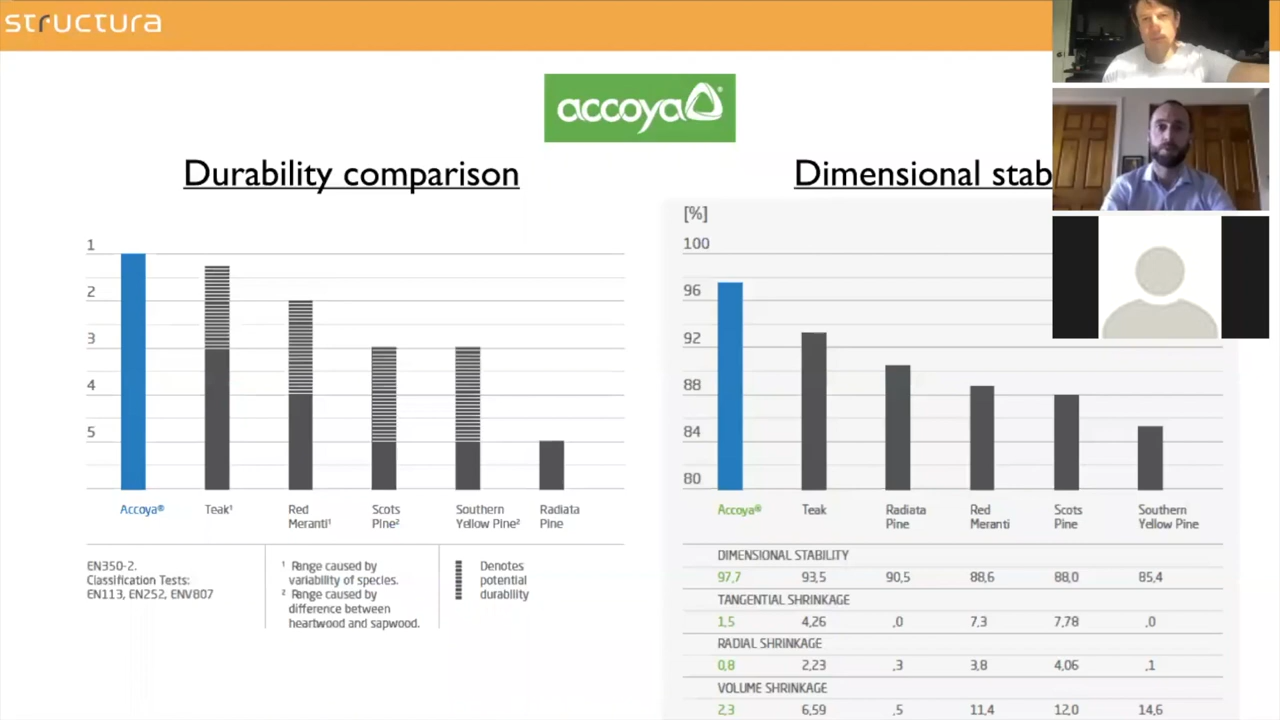 structura
accoya®
Durability comparison
1
2
3
4
5
Accoya®
Teak¹
Red
Meranti¹
Scots
Pine²
Southern
Yellow Pine²
Radiata
Pine
EN350-2.
Classification Tests:
EN113, EN252, ENV807
¹ Range caused by
variability of species.
² Range caused by
difference between
heartwood and sapwood.
Denotes
potential
durability
Dimensional stab
[%]
100
96
92
88
84
80
Accoya®
Teak
Radiata
Pine
Red
Meranti
Scots
Pine
Southern
Yellow Pine
DIMENSIONAL STABILITY
97,7 93,5 90,5 88,6 88,0 85,4
TANGENTIAL SHRINKAGE
1,5 4,26 ,0 7,3 7,78 ,0
RADIAL SHRINKAGE
0,8 2,23 ,3 3,8 4,06 ,1
VOLUME SHRINKAGE
2,3 6,59 ,5 11,4 12,0 14,6